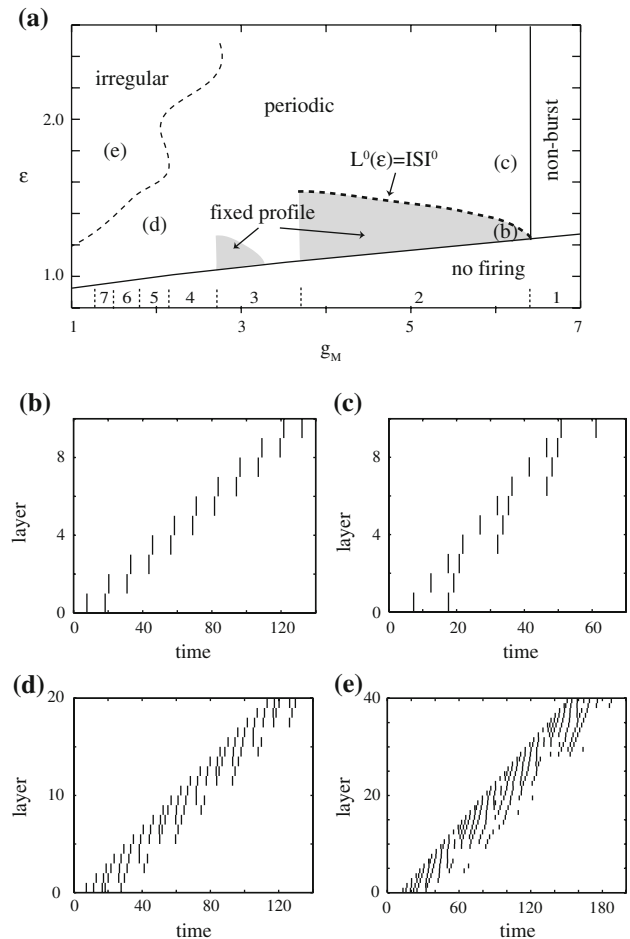 (a)
irregular
periodic
non-burst
2.0
(e)
L⁰(ε)=ISI⁰
(c)
ε
(d)
fixed profile
(b)
1.0
no firing
7 6 5 4 3 2 1
1 3 5 7
g_M
(b) (c)
8 8
layer layer
4 4
0 0
0 40 80 120 0 20 40 60
time time
(d) (e)
20 40
layer layer
10 20
0 0
0 40 80 120 0 60 120 180
time time